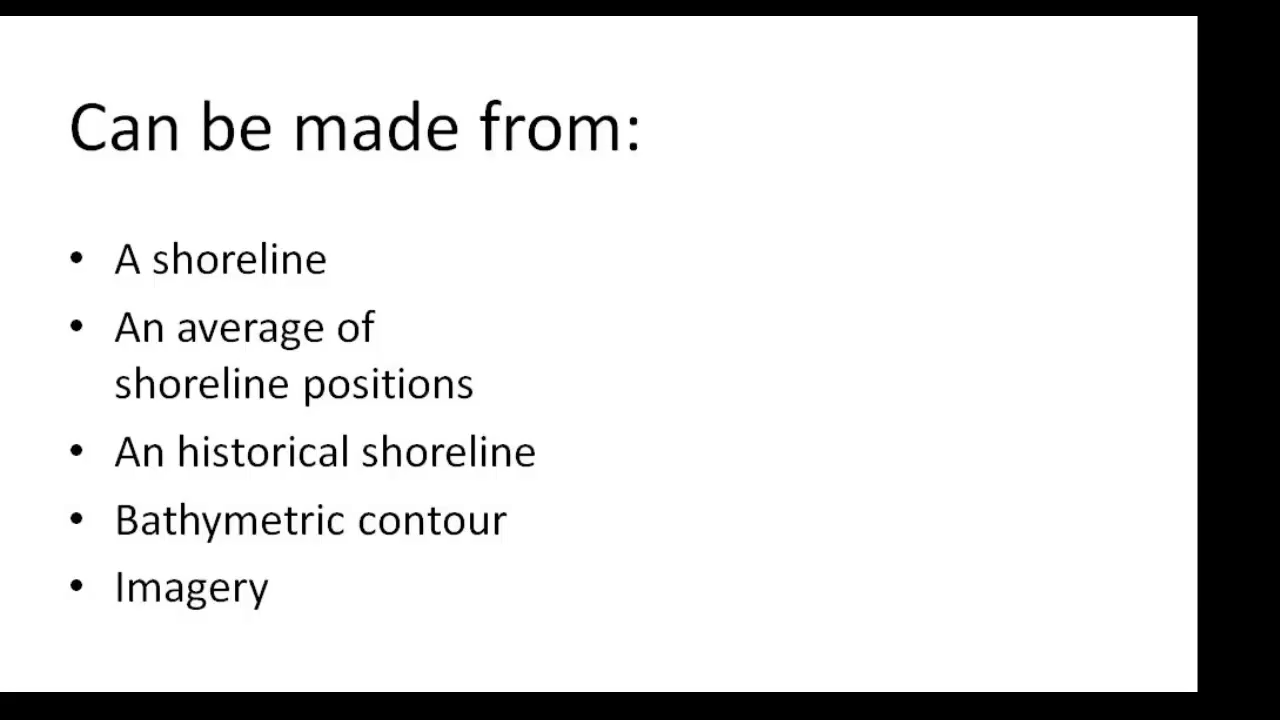 Can be made from:
• A shoreline
• An average of
shoreline positions
• An historical shoreline
• Bathymetric contour
• Imagery